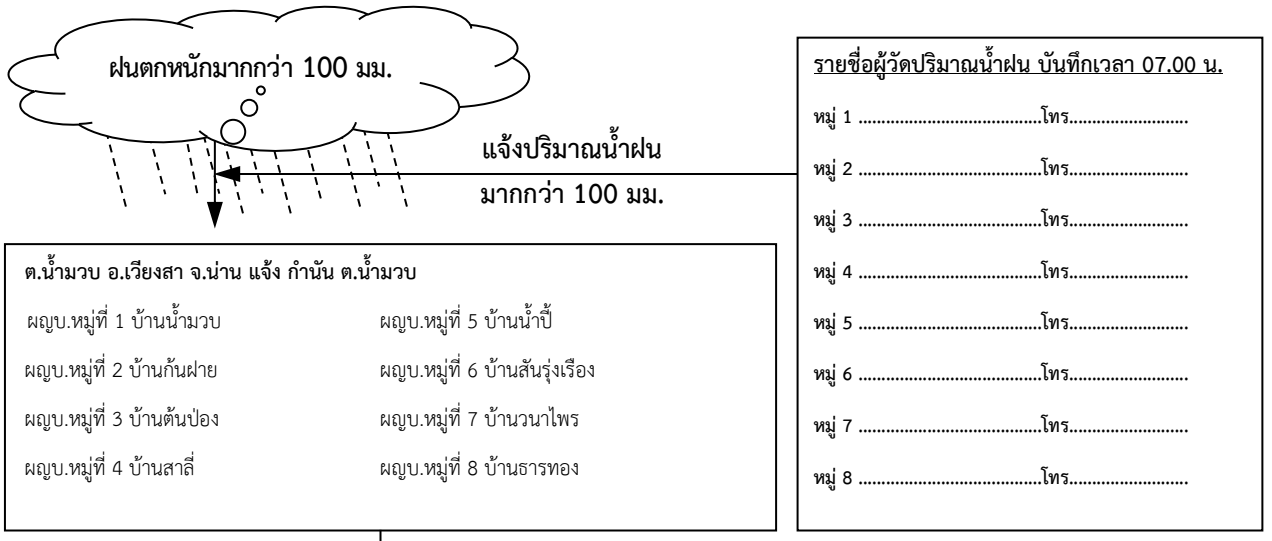 ฝนตกหนักมากกว่า 100 มม.
แจ้งปริมาณน้ำฝน
มากกว่า 100 มม.
รายชื่อผู้วัดปริมาณน้ำฝน บันทึกเวลา 07.00 น.
หมู่ 1 ........................................โทร..........................
หมู่ 2 ........................................โทร..........................
หมู่ 3 ........................................โทร..........................
หมู่ 4 ........................................โทร..........................
หมู่ 5 ........................................โทร..........................
หมู่ 6 ........................................โทร..........................
หมู่ 7 ........................................โทร..........................
หมู่ 8 ........................................โทร..........................
ต.น้ำมวบ อ.เวียงสา จ.น่าน แจ้ง กำนัน ต.น้ำมวบ
ผญบ.หมู่ที่ 1 บ้านน้ำมวบ
ผญบ.หมู่ที่ 2 บ้านก้นฝาย
ผญบ.หมู่ที่ 3 บ้านต้นป่อง
ผญบ.หมู่ที่ 4 บ้านสาลี่
ผญบ.หมู่ที่ 5 บ้านน้ำปี้
ผญบ.หมู่ที่ 6 บ้านสันรุ่งเรือง
ผญบ.หมู่ที่ 7 บ้านวนาไพร
ผญบ.หมู่ที่ 8 บ้านธารทอง